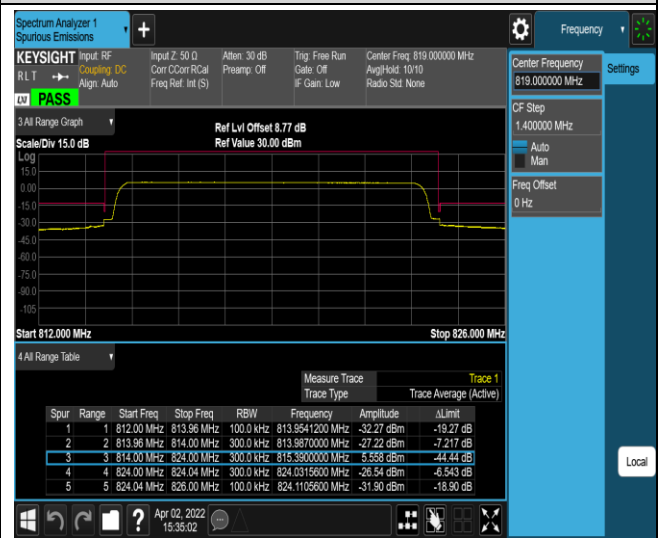 Spectrum Analyzer 1
Spurious Emissions
+
Frequency
KEYSIGHT Input: RF
Coupling: DC
Align: Auto
RLT
Input Z: 50 Ω
Corr CCorr RCal
Freq Ref: Int (S)
Atten: 30 dB
Preamp: Off
Trig: Free Run
Gate: Off
IF Gain: Low
Center Freq: 819.000000 MHz
Avg|Hold: 10/10
Radio Std: None
LXI PASS
Center Frequency
819.000000 MHz
Settings
CF Step
1.400000 MHz
Auto
Man
Freq Offset
0 Hz
3 All Range Graph
Scale/Div 15.0 dB
Ref Lvl Offset 8.77 dB
Ref Value 30.00 dBm
Log
15.0
0.00
-15.0
-30.0
-45.0
-60.0
-75.0
-90.0
-105
Start 812.000 MHz Stop 826.000 MHz
4 All Range Table
Measure Trace Trace 1
Trace Type Trace Average (Active)
Spur Range Start Freq Stop Freq RBW Frequency Amplitude ΔLimit
1 1 812.00 MHz 813.96 MHz 100.0 kHz 813.9541200 MHz -32.27 dBm -19.27 dB
2 2 813.96 MHz 814.00 MHz 300.0 kHz 813.9870000 MHz -27.22 dBm -7.217 dB
3 3 814.00 MHz 824.00 MHz 300.0 kHz 815.3900000 MHz 5.558 dBm -44.44 dB
4 4 824.00 MHz 824.04 MHz 300.0 kHz 824.0315600 MHz -26.54 dBm -6.543 dB
5 5 824.04 MHz 826.00 MHz 100.0 kHz 824.1105600 MHz -31.90 dBm -18.90 dB
Local
?
Apr 02, 2022
15:35:02